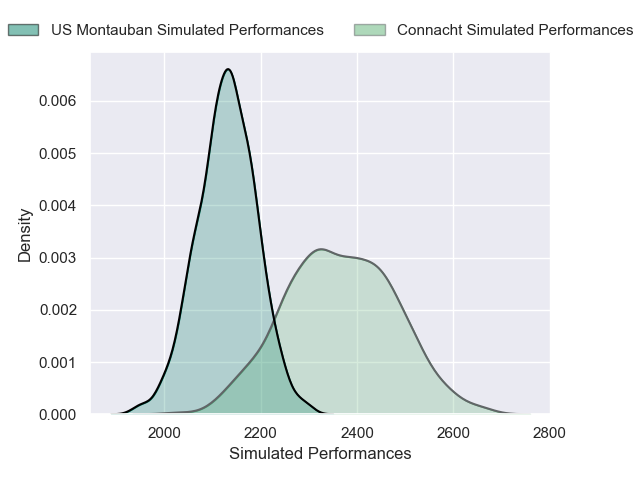 US Montauban Simulated Performances Connacht Simulated Performances
0.006
0.005
0.004
0.003
0.002
0.001
0.000
Density
2000 2200 2400 2600 2800
Simulated Performances